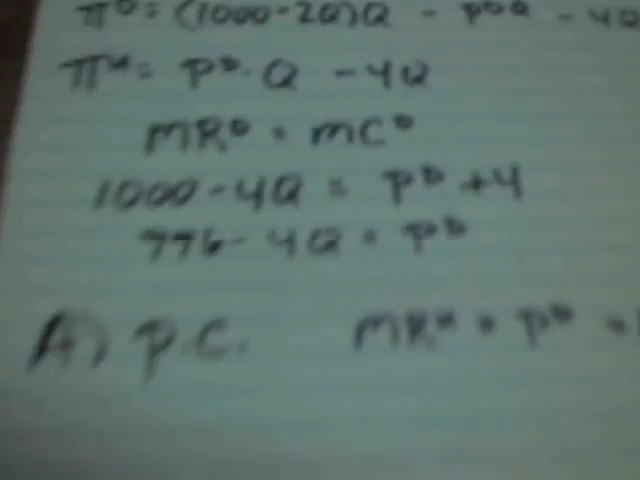 π^D = (1000-2Q)Q - P^D Q - 4Q
π^u = P^D · Q - 4Q
MR^D = MC^D
1000 - 4Q = P^D + 4
996 - 4Q = P^D
A) P.C. MR^u = P^D =